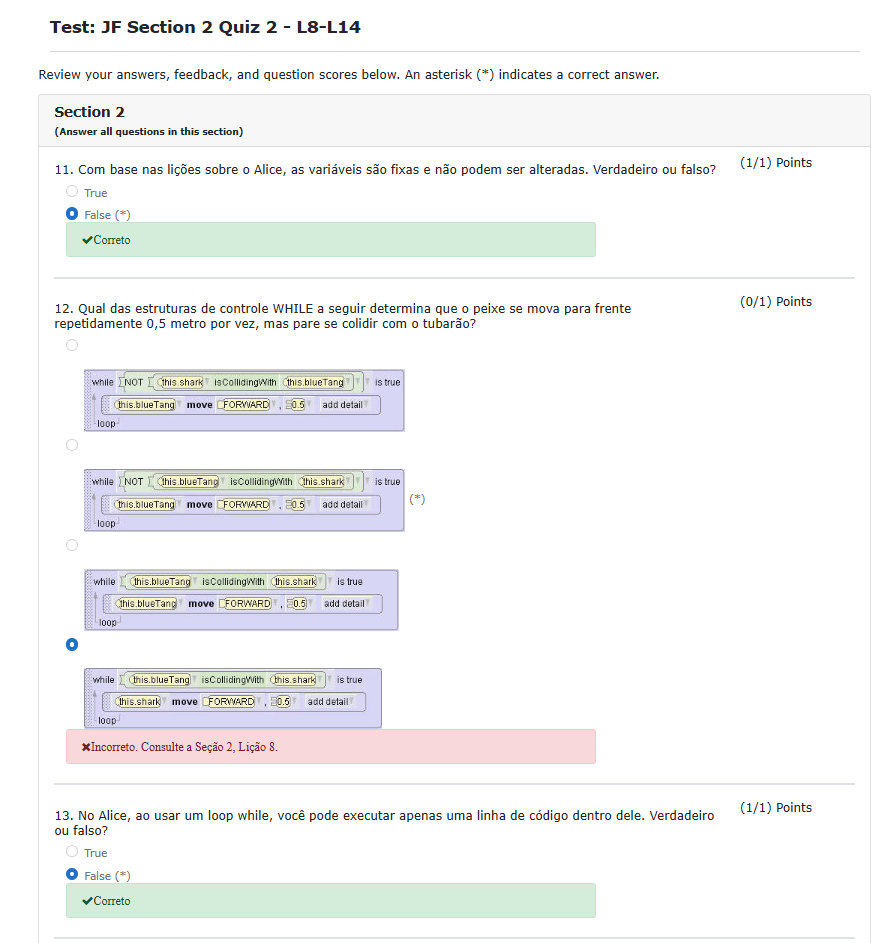 Test: JF Section 2 Quiz 2 - L8-L14
Review your answers, feedback, and question scores below. An asterisk (*) indicates a correct answer.
Section 2
(Answer all questions in this section)
11. Com base nas lições sobre o Alice, as variáveis são fixas e não podem ser alteradas. Verdadeiro ou falso?
(1/1) Points
True
False (*)
✔Correto
12. Qual das estruturas de controle WHILE a seguir determina que o peixe se mova para frente
repetidamente 0,5 metro por vez, mas pare se colidir com o tubarão?
(0/1) Points
while NOT this.shark isCollidingWith this.blueTang is true
this.blueTang move FORWARD , 0.5 add detail
loop
while NOT this.blueTang isCollidingWith this.shark is true
this.blueTang move FORWARD , 0.5 add detail
loop
(*)
while this.blueTang isCollidingWith this.shark is true
this.blueTang move FORWARD , 0.5 add detail
loop
while this.blueTang isCollidingWith this.shark is true
this.shark move FORWARD , 0.5 add detail
loop
✖Incorreto. Consulte a Seção 2, Lição 8.
13. No Alice, ao usar um loop while, você pode executar apenas uma linha de código dentro dele. Verdadeiro
ou falso?
(1/1) Points
True
False (*)
✔Correto